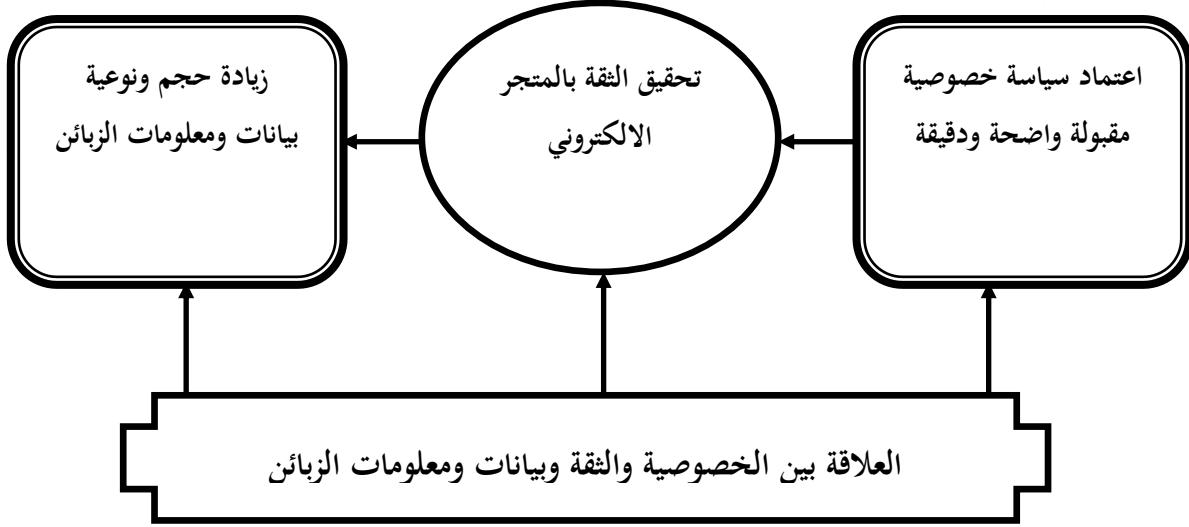 اعتماد سياسة خصوصية
مقبولة واضحة ودقيقة
تحقيق الثقة بالمتجر
الالكتروني
زيادة حجم ونوعية
بيانات ومعلومات الزبائن
العلاقة بين الخصوصية والثقة وبيانات ومعلومات الزبائن